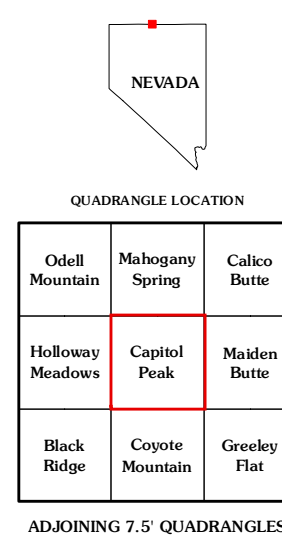 NEVADA
QUADRANGLE LOCATION
Odell
Mountain
Mahogany
Spring
Calico
Butte
Holloway
Meadows
Capitol
Peak
Maiden
Butte
Black
Ridge
Coyote
Mountain
Greeley
Flat
ADJOINING 7.5' QUADRANGLES